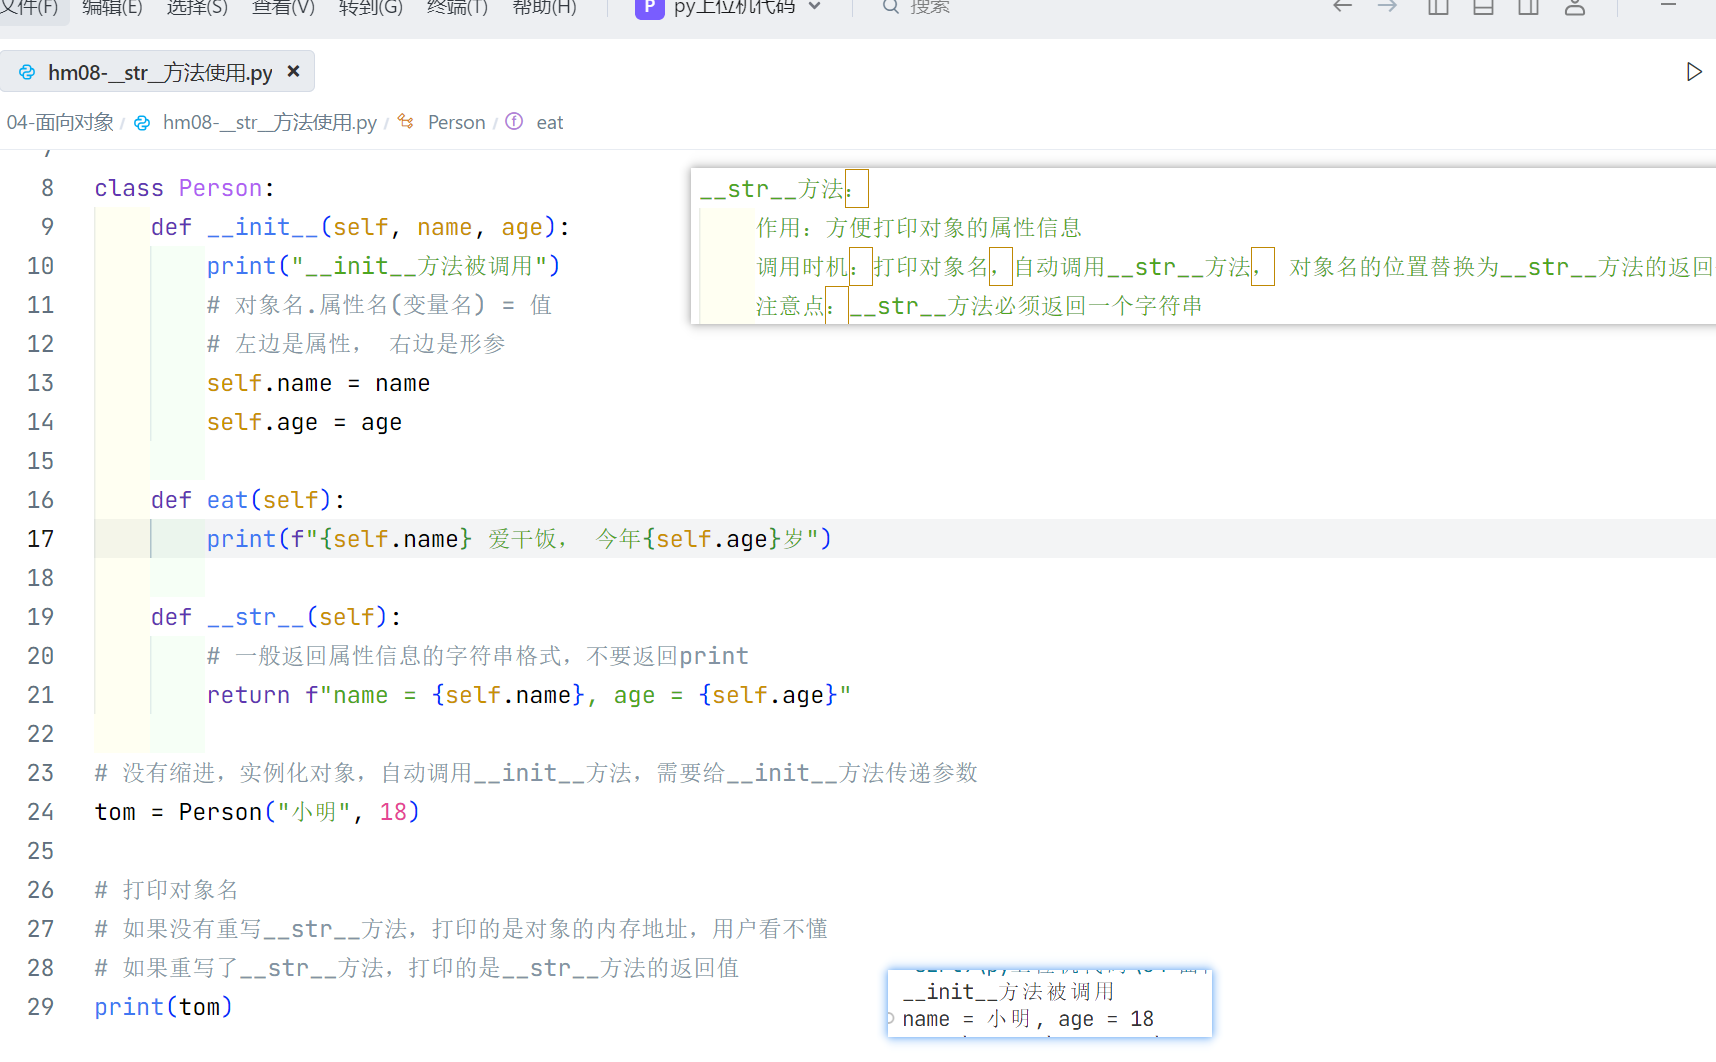 文件(F) 编辑(E) 选择(S) 查看(V) 转到(G) 终端(T) 帮助(H) P py上位机代码 搜索
hm08-__str__方法使用.py
04-面向对象 / hm08-__str__方法使用.py / Person / eat
7
8 class Person:
9 def __init__(self, name, age):
10 print("__init__方法被调用")
11 # 对象名.属性名(变量名) = 值
12 # 左边是属性， 右边是形参
13 self.name = name
14 self.age = age
15
16 def eat(self):
17 print(f"{self.name} 爱干饭， 今年{self.age}岁")
18
19 def __str__(self):
20 # 一般返回属性信息的字符串格式，不要返回print
21 return f"name = {self.name}, age = {self.age}"
22
23 # 没有缩进，实例化对象，自动调用__init__方法，需要给__init__方法传递参数
24 tom = Person("小明", 18)
25
26 # 打印对象名
27 # 如果没有重写__str__方法，打印的是对象的内存地址，用户看不懂
28 # 如果重写了__str__方法，打印的是__str__方法的返回值
29 print(tom)
__str__方法：
作用：方便打印对象的属性信息
调用时机：打印对象名，自动调用__str__方法， 对象名的位置替换为__str__方法的返回
注意点：__str__方法必须返回一个字符串
__init__方法被调用
name = 小明, age = 18